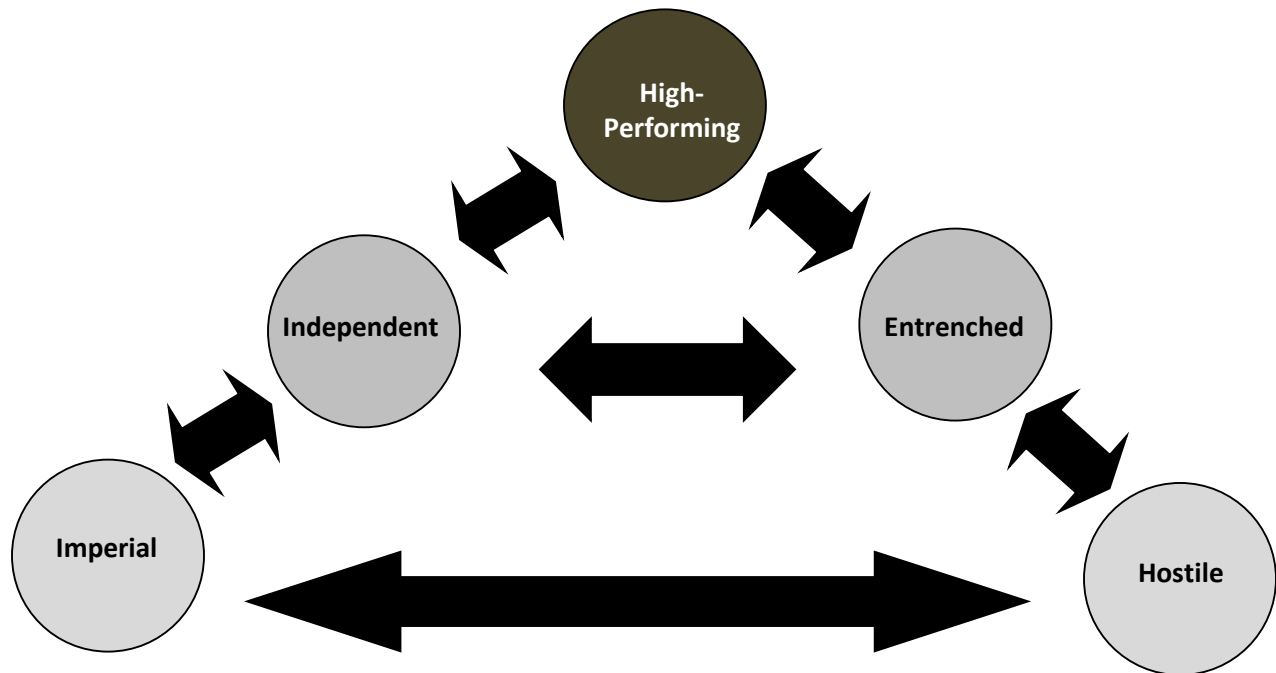 High-
Performing
Independent
Entrenched
Imperial
Hostile